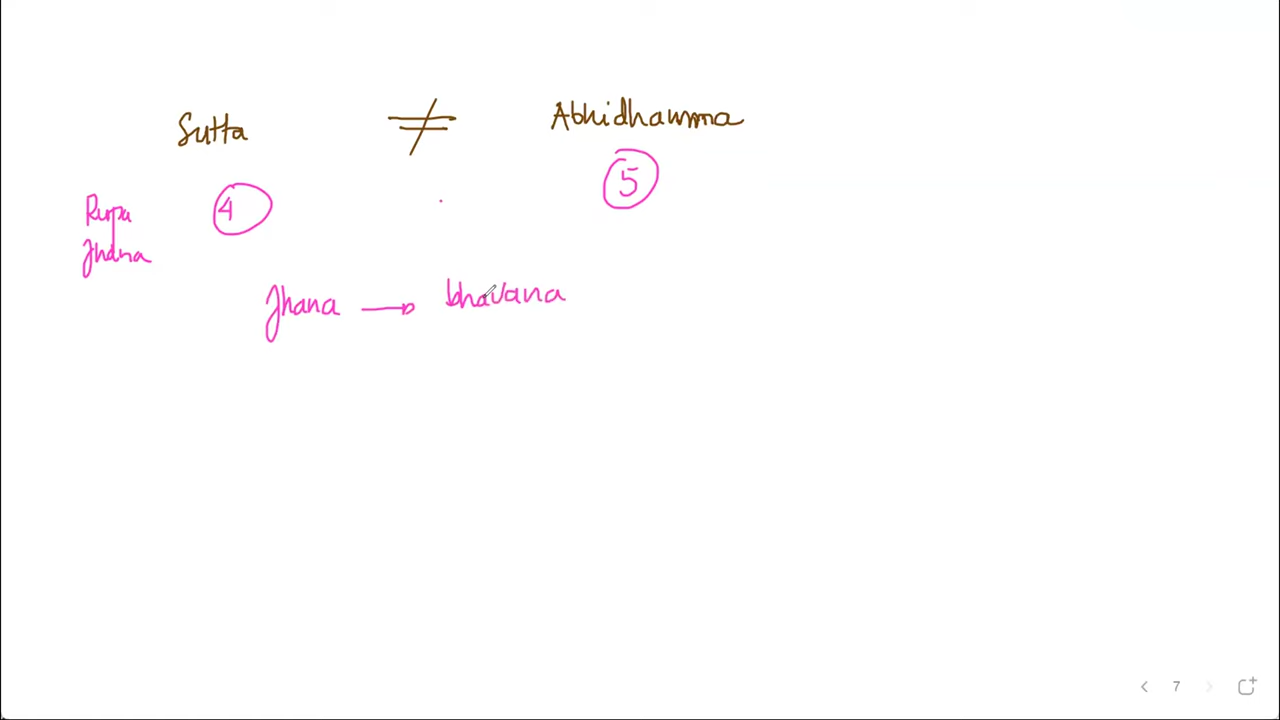 Sutta ≠ Abhidhamma
Rupa 4 5
Jhana
Jhana → bhavana
7